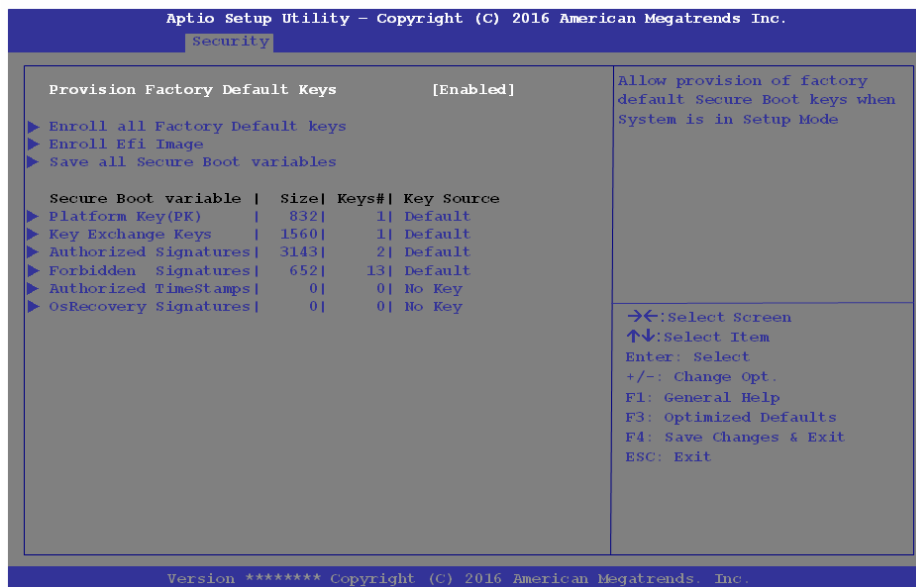 Aptio Setup Utility – Copyright (C) 2016 American Megatrends Inc.
Security
Provision Factory Default Keys [Enabled]
▶ Enroll all Factory Default keys
▶ Enroll Efi Image
▶ Save all Secure Boot variables
Secure Boot variable | Size| Keys#| Key Source
▶ Platform Key(PK) | 832| 1| Default
▶ Key Exchange Keys | 1560| 1| Default
▶ Authorized Signatures| 3143| 2| Default
▶ Forbidden Signatures| 652| 13| Default
▶ Authorized TimeStamps| 0| 0| No Key
▶ OsRecovery Signatures| 0| 0| No Key
Allow provision of factory
default Secure Boot keys when
System is in Setup Mode
→←:Select Screen
↑↓:Select Item
Enter: Select
+/-: Change Opt.
F1: General Help
F3: Optimized Defaults
F4: Save Changes & Exit
ESC: Exit
Version ******** Copyright (C) 2016 American Megatrends. Inc.